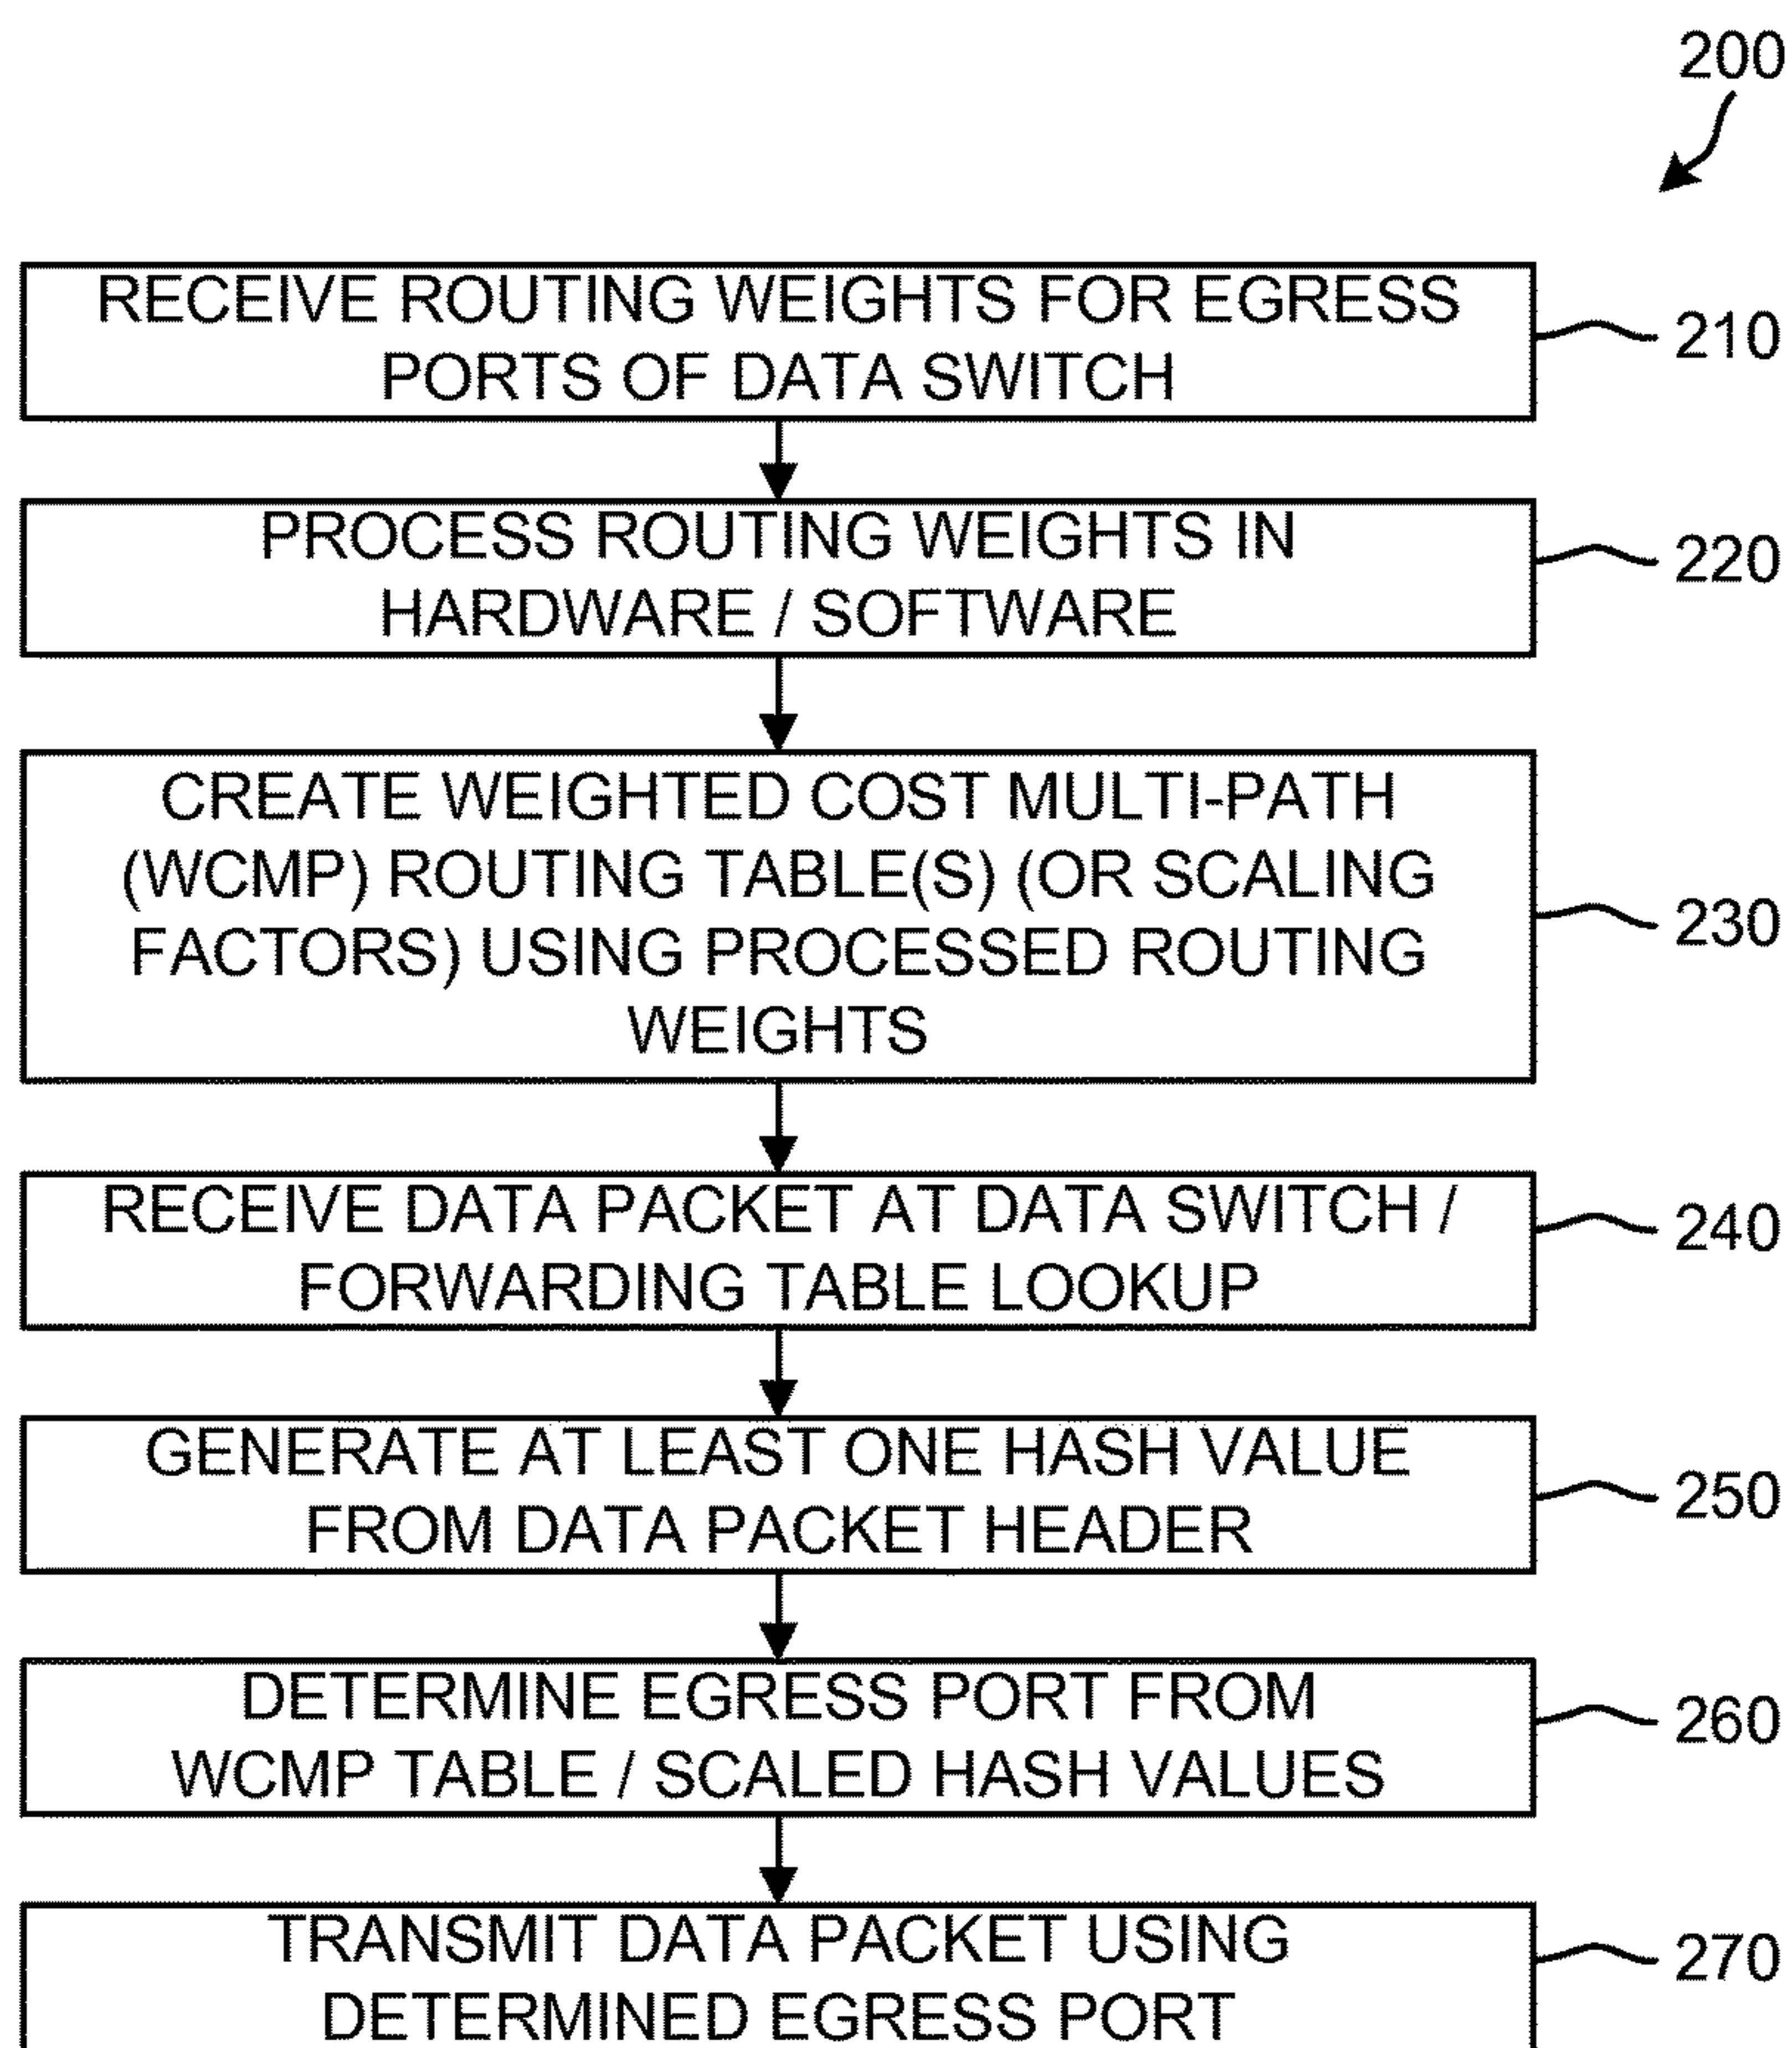 200
RECEIVE ROUTING WEIGHTS FOR EGRESS
PORTS OF DATA SWITCH
210
PROCESS ROUTING WEIGHTS IN
HARDWARE / SOFTWARE
220
CREATE WEIGHTED COST MULTI-PATH
(WCMP) ROUTING TABLE(S) (OR SCALING
FACTORS) USING PROCESSED ROUTING
WEIGHTS
230
RECEIVE DATA PACKET AT DATA SWITCH /
FORWARDING TABLE LOOKUP
240
GENERATE AT LEAST ONE HASH VALUE
FROM DATA PACKET HEADER
250
DETERMINE EGRESS PORT FROM
WCMP TABLE / SCALED HASH VALUES
260
TRANSMIT DATA PACKET USING
DETERMINED EGRESS PORT
270